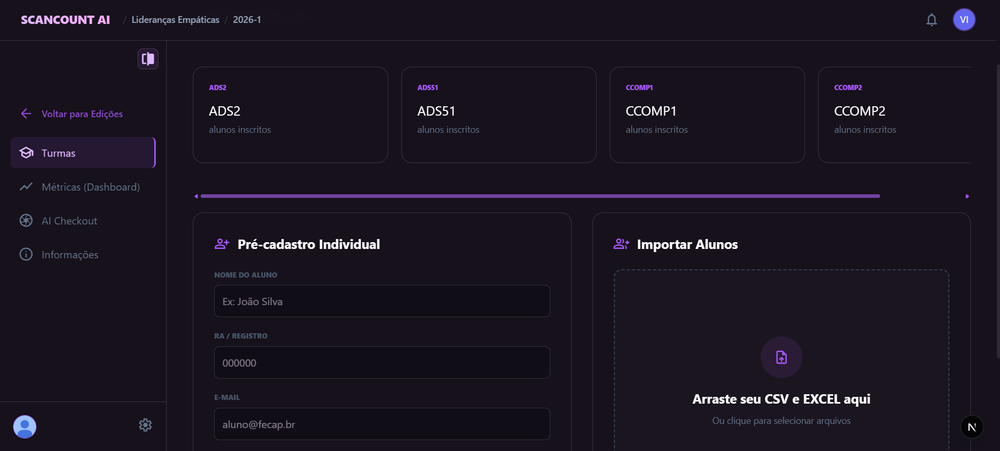 SCANCOUNT AI / Lideranças Empáticas / 2026-1
VI
Voltar para Edições
Turmas
Métricas (Dashboard)
AI Checkout
Informações
ADS2
ADS2
alunos inscritos
ADS51
ADS51
alunos inscritos
CCOMP1
CCOMP1
alunos inscritos
CCOMP2
CCOMP2
alunos inscritos
Pré-cadastro Individual
NOME DO ALUNO
Ex: João Silva
RA / REGISTRO
000000
E-MAIL
aluno@fecap.br
Importar Alunos
Arraste seu CSV e EXCEL aqui
Ou clique para selecionar arquivos
N